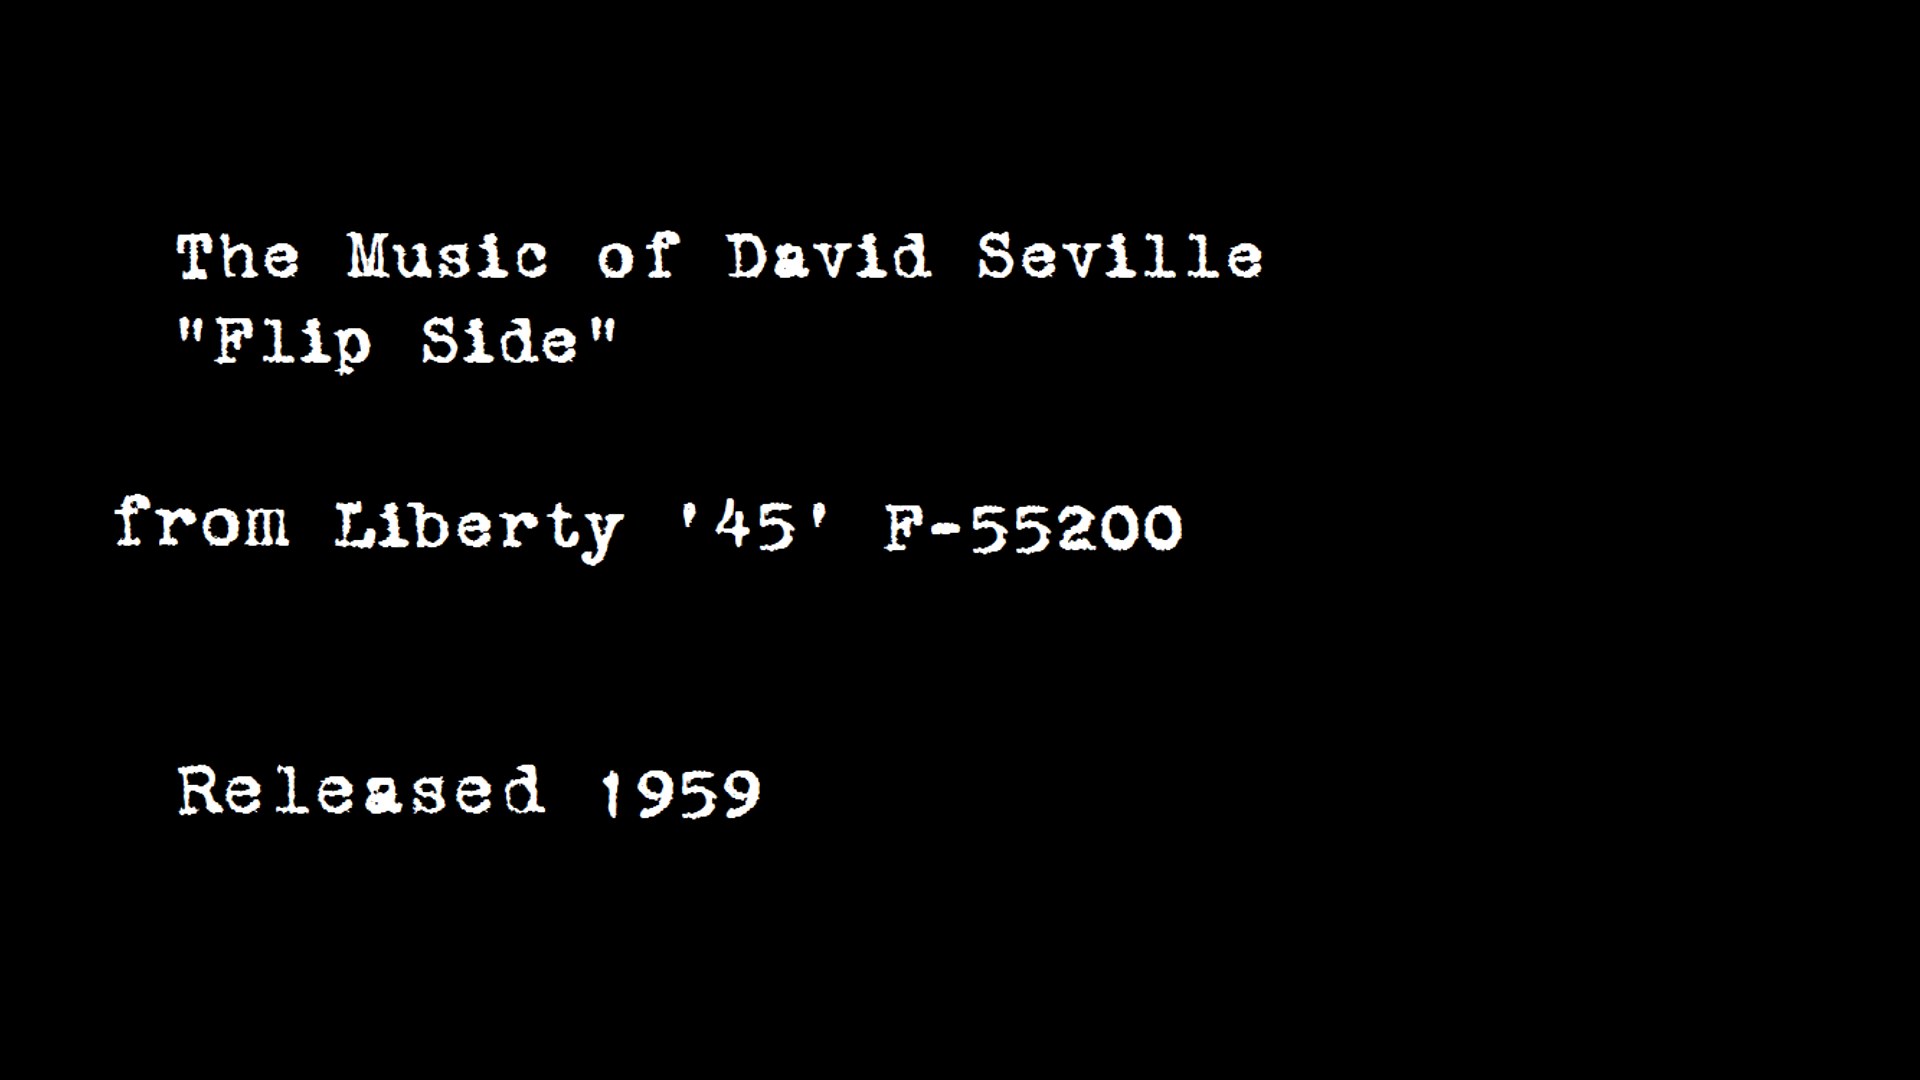 The Music of David Seville
"Flip Side"
from Liberty '45' F-55200
Released 1959